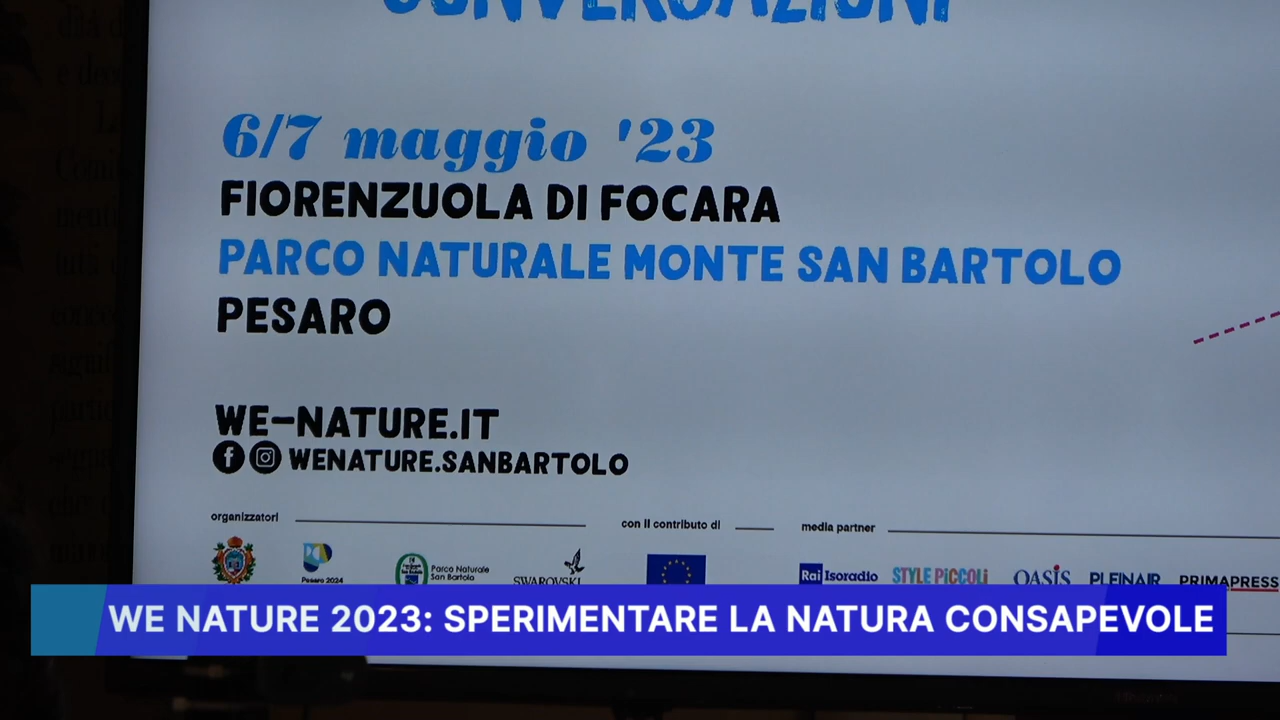 CONVERSAZIONI
6/7 maggio '23
FIORENZUOLA DI FOCARA
PARCO NATURALE MONTE SAN BARTOLO
PESARO
WE-NATURE.IT
WENATURE.SANBARTOLO
organizzatori
con il contributo di
media partner
Pesaro 2024
Parco Naturale
San Bartolo
SWAROVSKI
Rai Isoradio
STYLE PiCCOLi
OASIS
PLEINAIR
PRIMAPRESS
WE NATURE 2023: SPERIMENTARE LA NATURA CONSAPEVOLE